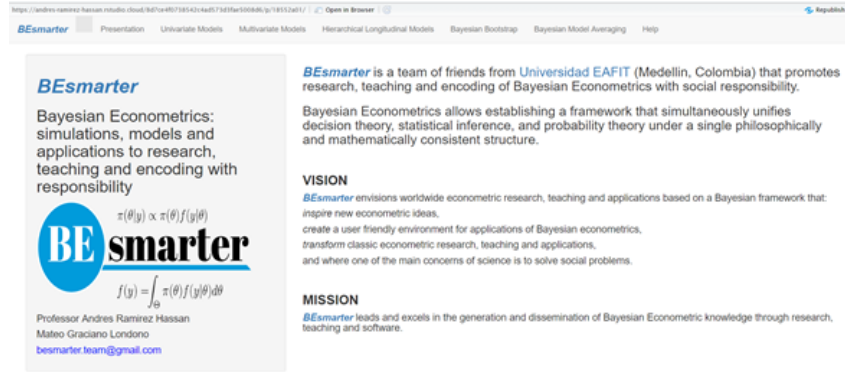 Open in Browser
Republish
BEsmarter Presentation Univariate Models Multivariate Models Hierarchical Longitudinal Models Bayesian Bootstrap Bayesian Model Averaging Help
BEsmarter
Bayesian Econometrics:
simulations, models and
applications to research,
teaching and encoding with
responsibility
π(θ|y) ∝ π(θ)f(y|θ)
BE smarter
f(y) = ∫Θ π(θ)f(y|θ)dθ
Professor Andres Ramirez Hassan
Mateo Graciano Londono
besmarter.team@gmail.com
BEsmarter is a team of friends from Universidad EAFIT (Medellin, Colombia) that promotes
research, teaching and encoding of Bayesian Econometrics with social responsibility.
Bayesian Econometrics allows establishing a framework that simultaneously unifies
decision theory, statistical inference, and probability theory under a single philosophically
and mathematically consistent structure.
VISION
BEsmarter envisions worldwide econometric research, teaching and applications based on a Bayesian framework that:
inspire new econometric ideas,
create a user friendly environment for applications of Bayesian econometrics,
transform classic econometric research, teaching and applications,
and where one of the main concerns of science is to solve social problems.
MISSION
BEsmarter leads and excels in the generation and dissemination of Bayesian Econometric knowledge through research,
teaching and software.